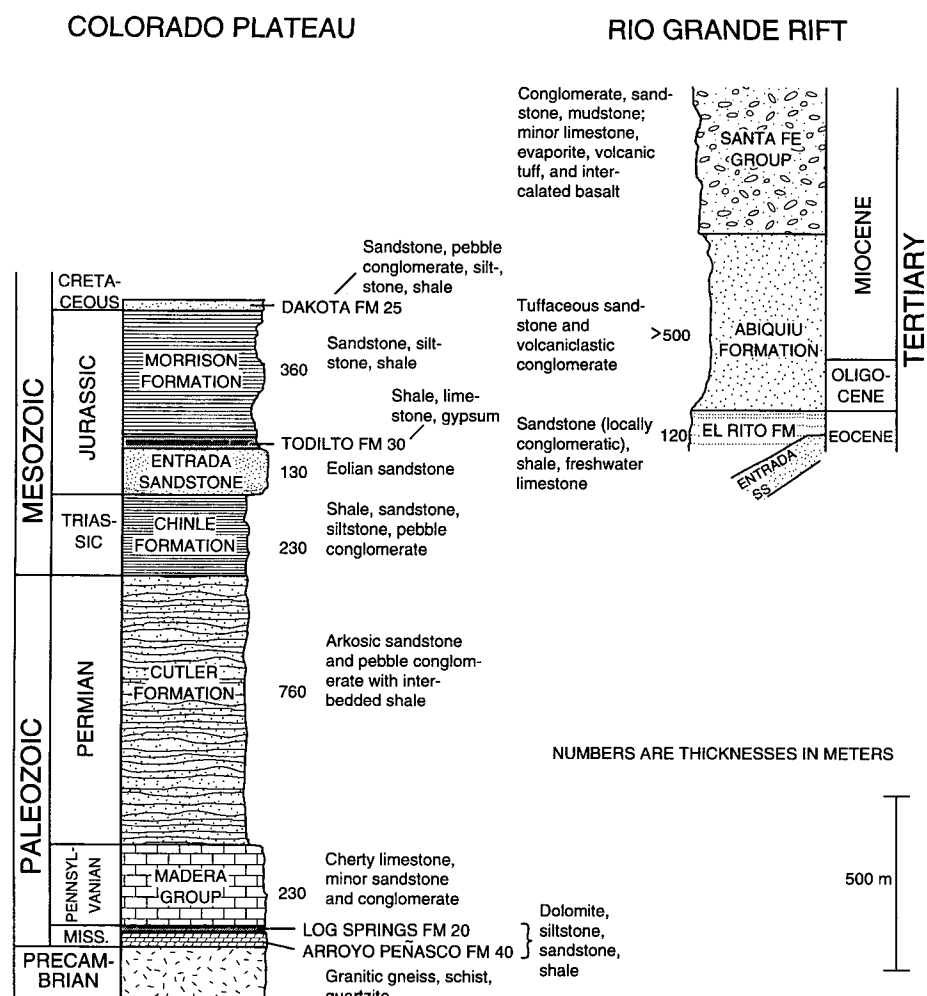 COLORADO PLATEAU
CRETA-
CEOUS
Sandstone, pebble
conglomerate, silt-,
stone, shale
DAKOTA FM 25
MESOZOIC
JURASSIC
MORRISON
FORMATION
360
Sandstone, silt-
stone, shale
Shale, lime-
stone, gypsum
TODILTO FM 30
ENTRADA
SANDSTONE
130
Eolian sandstone
TRIAS-
SIC
CHINLE
FORMATION
230
Shale, sandstone,
siltstone, pebble
conglomerate
PALEOZOIC
PERMIAN
CUTLER
FORMATION
760
Arkosic sandstone
and pebble conglom-
erate with inter-
bedded shale
PENNSYL-
VANIAN
MADERA
GROUP
230
Cherty limestone,
minor sandstone
and conglomerate
MISS.
LOG SPRINGS FM 20
ARROYO PEÑASCO FM 40
Dolomite,
siltstone,
sandstone,
shale
PRECAM-
BRIAN
Granitic gneiss, schist,
quartzite
RIO GRANDE RIFT
Conglomerate, sand-
stone, mudstone;
minor limestone,
evaporite, volcanic
tuff, and inter-
calated basalt
SANTA FE
GROUP
MIOCENE
TERTIARY
Tuffaceous sand-
stone and
volcaniclastic
conglomerate
>500
ABIQUIU
FORMATION
OLIGO-
CENE
Sandstone (locally
conglomeratic),
shale, freshwater
limestone
120
EL RITO FM
EOCENE
ENTRADA
SS
NUMBERS ARE THICKNESSES IN METERS
500 m